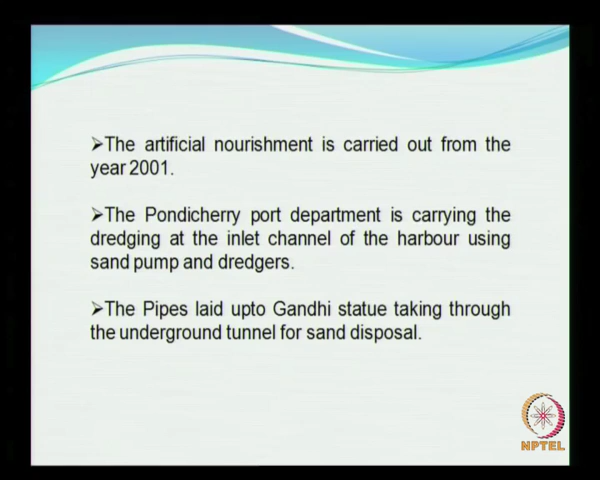 ➢The artificial nourishment is carried out from the
year 2001.
➢The Pondicherry port department is carrying the
dredging at the inlet channel of the harbour using
sand pump and dredgers.
➢The Pipes laid upto Gandhi statue taking through
the underground tunnel for sand disposal.
NPTEL